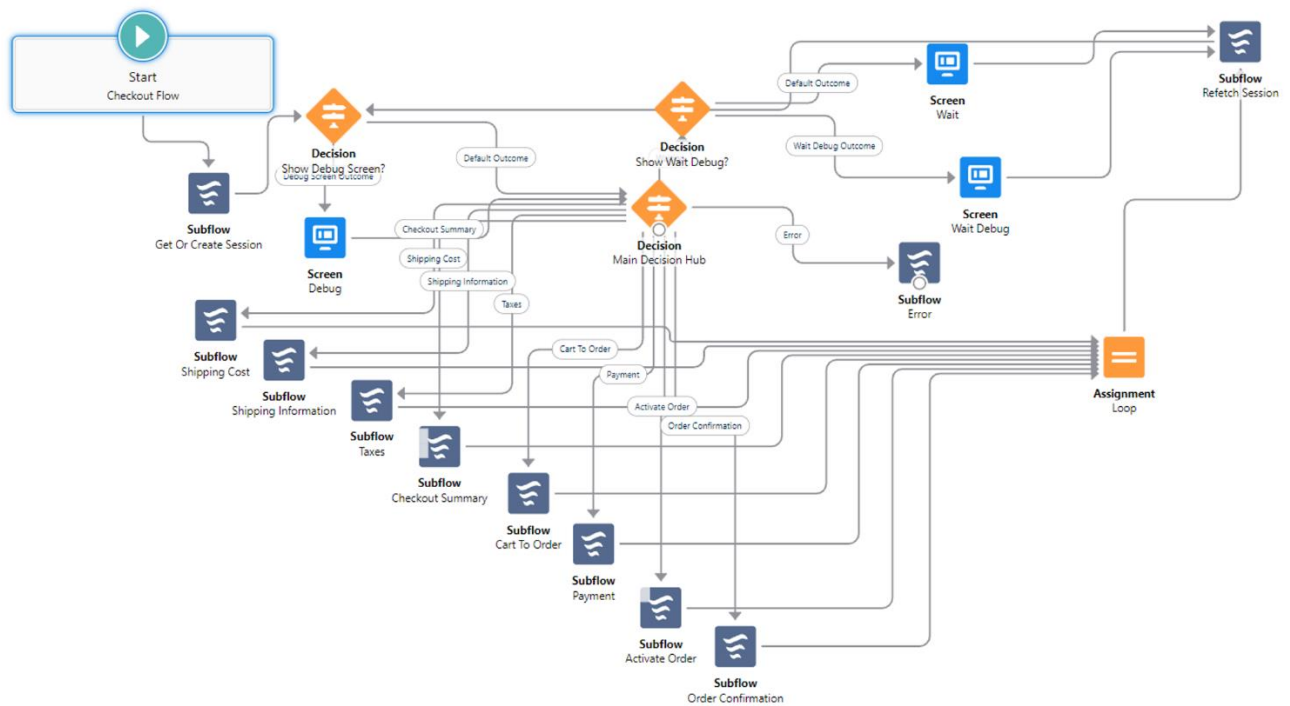 Start
Checkout Flow
Decision
Show Debug Screen?
Debug Screen Outcome
Default Outcome
Decision
Show Wait Debug?
Default Outcome
Wait Debug Outcome
Screen
Wait
Subflow
Refetch Session
Screen
Wait Debug
Subflow
Get Or Create Session
Screen
Debug
Checkout Summary
Shipping Cost
Shipping Information
Taxes
Decision
Main Decision Hub
Error
Subflow
Error
Subflow
Shipping Cost
Subflow
Shipping Information
Subflow
Taxes
Subflow
Checkout Summary
Cart To Order
Payment
Activate Order
Order Confirmation
Assignment
Loop
Subflow
Cart To Order
Subflow
Payment
Subflow
Activate Order
Subflow
Order Confirmation